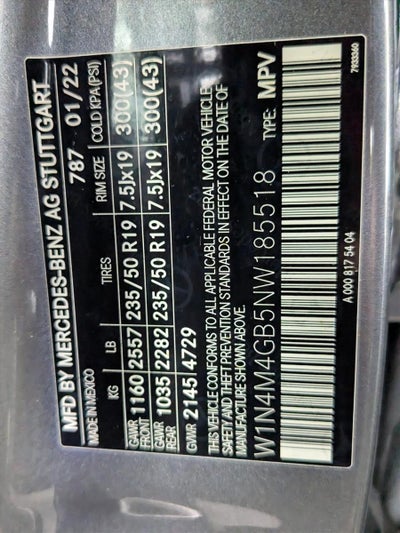 MFD BY MERCEDES-BENZ AG STUTTGART
MADE IN MEXICO 787 01/22
KG LB TIRES RIM SIZE COLD KPA(PSI)
GAWR FRONT 1160 2557 235/50 R19 7.5Jx19 300(43)
GAWR REAR 1035 2282 235/50 R19 7.5Jx19 300(43)
GVWR 2145 4729
THIS VEHICLE CONFORMS TO ALL APPLICABLE FEDERAL MOTOR VEHICLE
SAFETY AND THEFT PREVENTION STANDARDS IN EFFECT ON THE DATE OF
MANUFACTURE SHOWN ABOVE.
W1N4M4GB5NW185518 TYPE: MPV
A 000 817 54 04
7933360